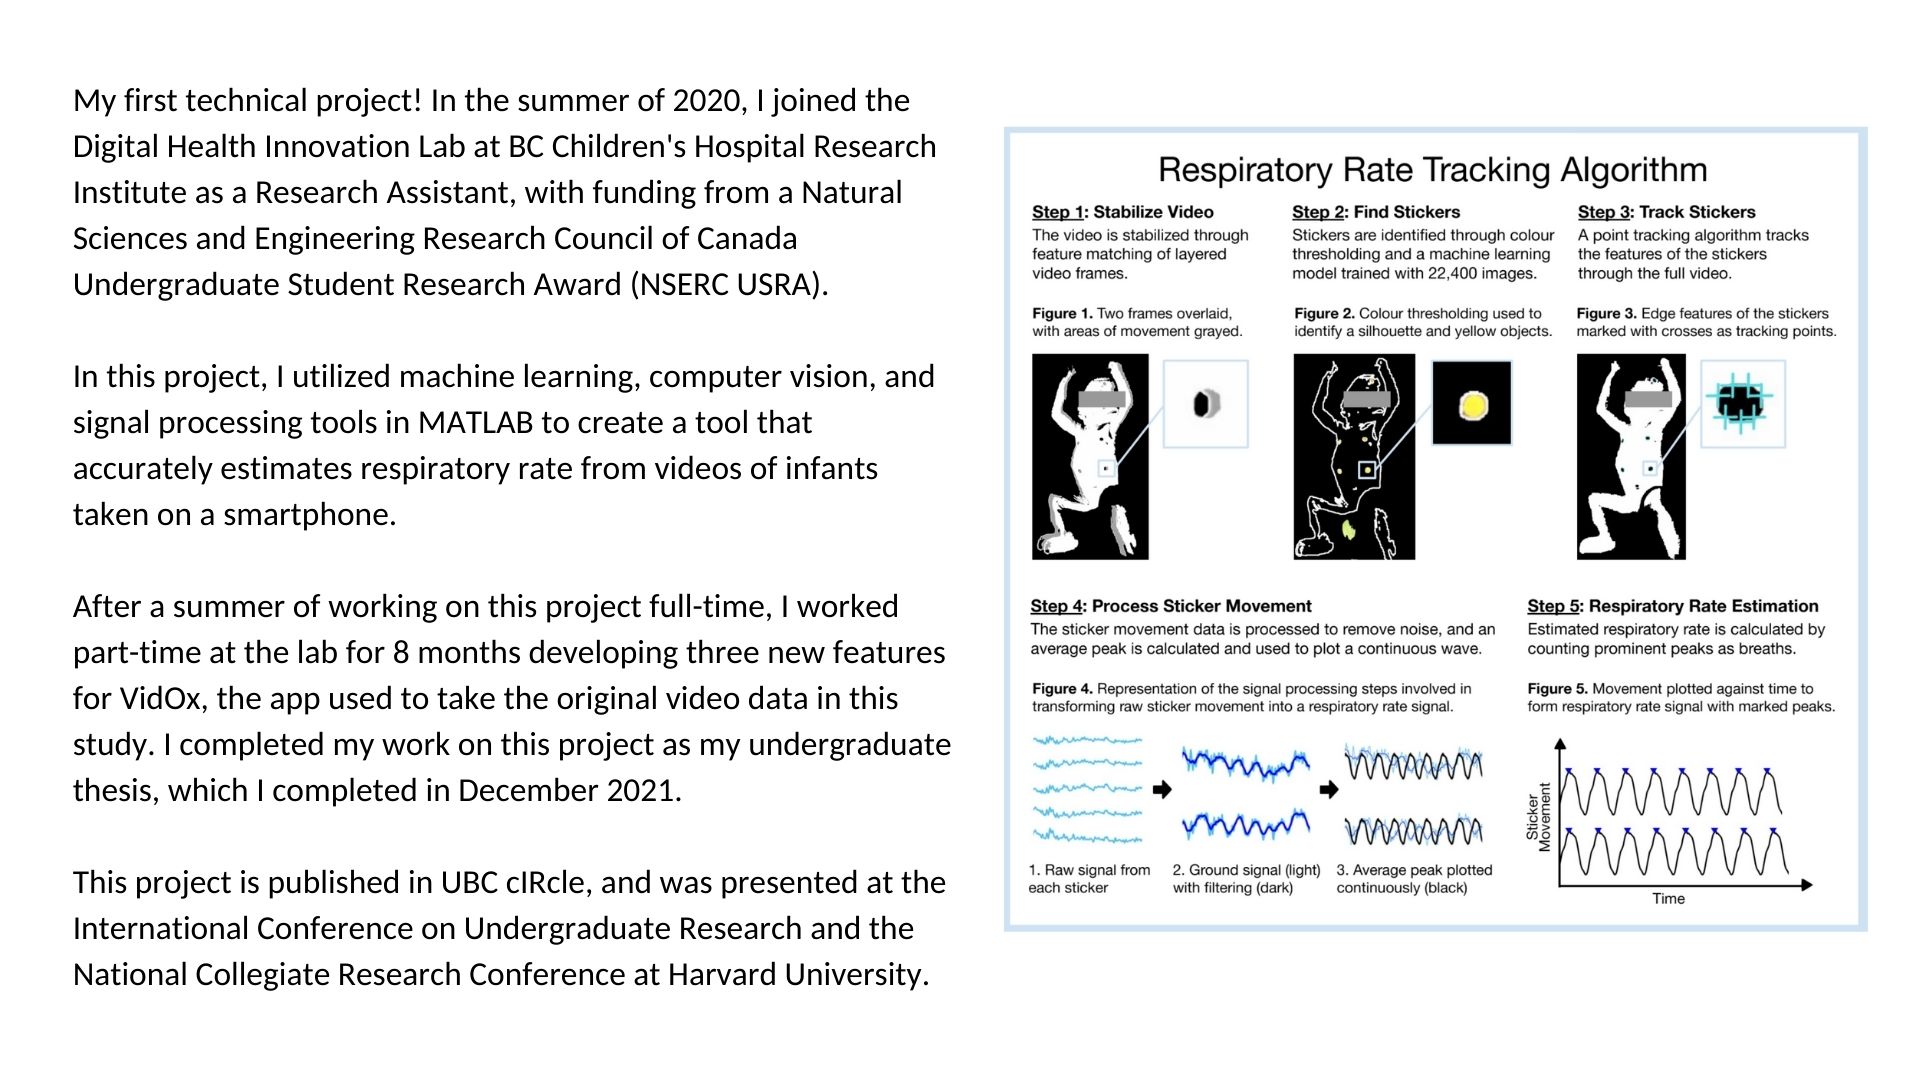 My first technical project! In the summer of 2020, I joined the
Digital Health Innovation Lab at BC Children's Hospital Research
Institute as a Research Assistant, with funding from a Natural
Sciences and Engineering Research Council of Canada
Undergraduate Student Research Award (NSERC USRA).
In this project, I utilized machine learning, computer vision, and
signal processing tools in MATLAB to create a tool that
accurately estimates respiratory rate from videos of infants
taken on a smartphone.
After a summer of working on this project full-time, I worked
part-time at the lab for 8 months developing three new features
for VidOx, the app used to take the original video data in this
study. I completed my work on this project as my undergraduate
thesis, which I completed in December 2021.
This project is published in UBC cIRcle, and was presented at the
International Conference on Undergraduate Research and the
National Collegiate Research Conference at Harvard University.
Respiratory Rate Tracking Algorithm
Step 1: Stabilize Video
The video is stabilized through
feature matching of layered
video frames.
Figure 1. Two frames overlaid,
with areas of movement grayed.
Step 2: Find Stickers
Stickers are identified through colour
thresholding and a machine learning
model trained with 22,400 images.
Figure 2. Colour thresholding used to
identify a silhouette and yellow objects.
Step 3: Track Stickers
A point tracking algorithm tracks
the features of the stickers
through the full video.
Figure 3. Edge features of the stickers
marked with crosses as tracking points.
Step 4: Process Sticker Movement
The sticker movement data is processed to remove noise, and an
average peak is calculated and used to plot a continuous wave.
Figure 4. Representation of the signal processing steps involved in
transforming raw sticker movement into a respiratory rate signal.
1. Raw signal from
each sticker
2. Ground signal (light)
with filtering (dark)
3. Average peak plotted
continuously (black)
Step 5: Respiratory Rate Estimation
Estimated respiratory rate is calculated by
counting prominent peaks as breaths.
Figure 5. Movement plotted against time to
form respiratory rate signal with marked peaks.
Sticker
Movement
Time